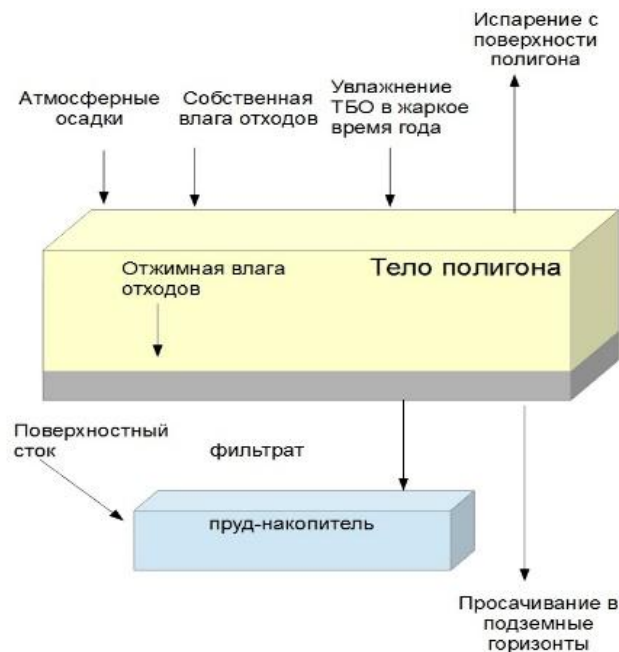 Испарение с
поверхности
полигона
Атмосферные
осадки
Собственная
влага отходов
Увлажнение
ТБО в жаркое
время года
Отжимная влага
отходов
Тело полигона
Поверхностный
сток
фильтрат
пруд-накопитель
Просачивание в
подземные
горизонты